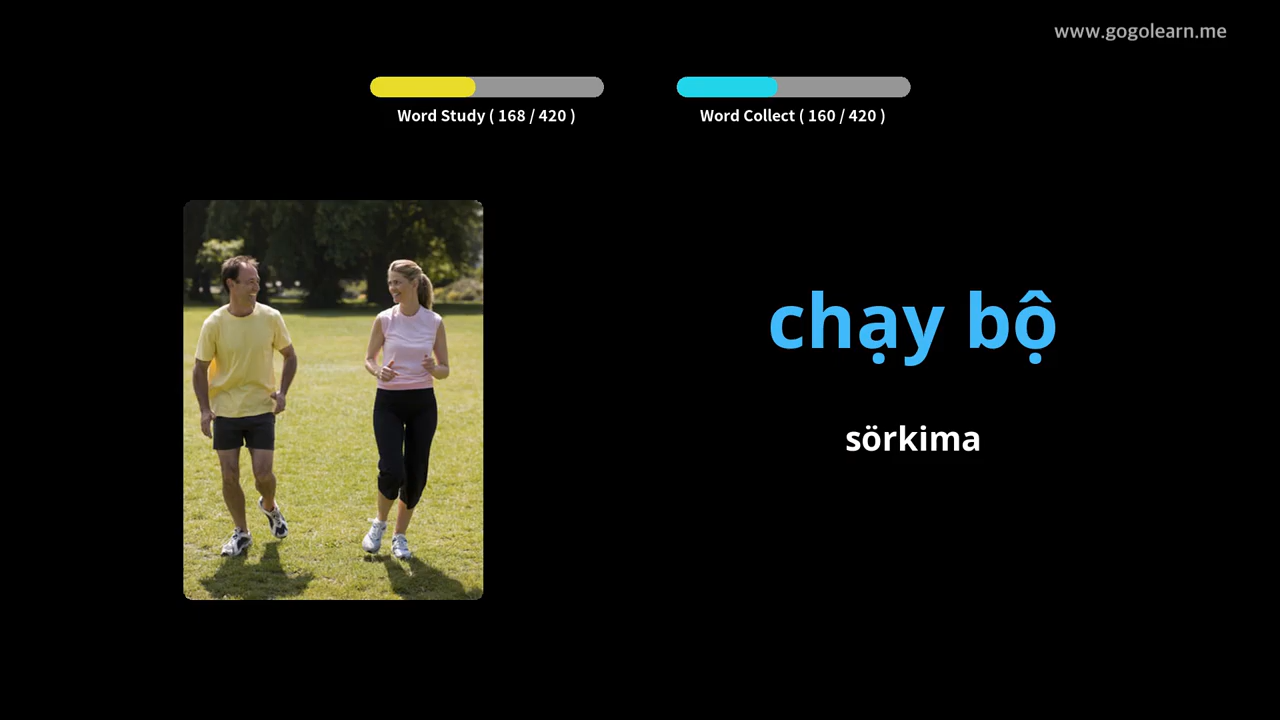 www.gogolearn.me
Word Study ( 168 / 420 )
Word Collect ( 160 / 420 )
chạy bộ
sörkima